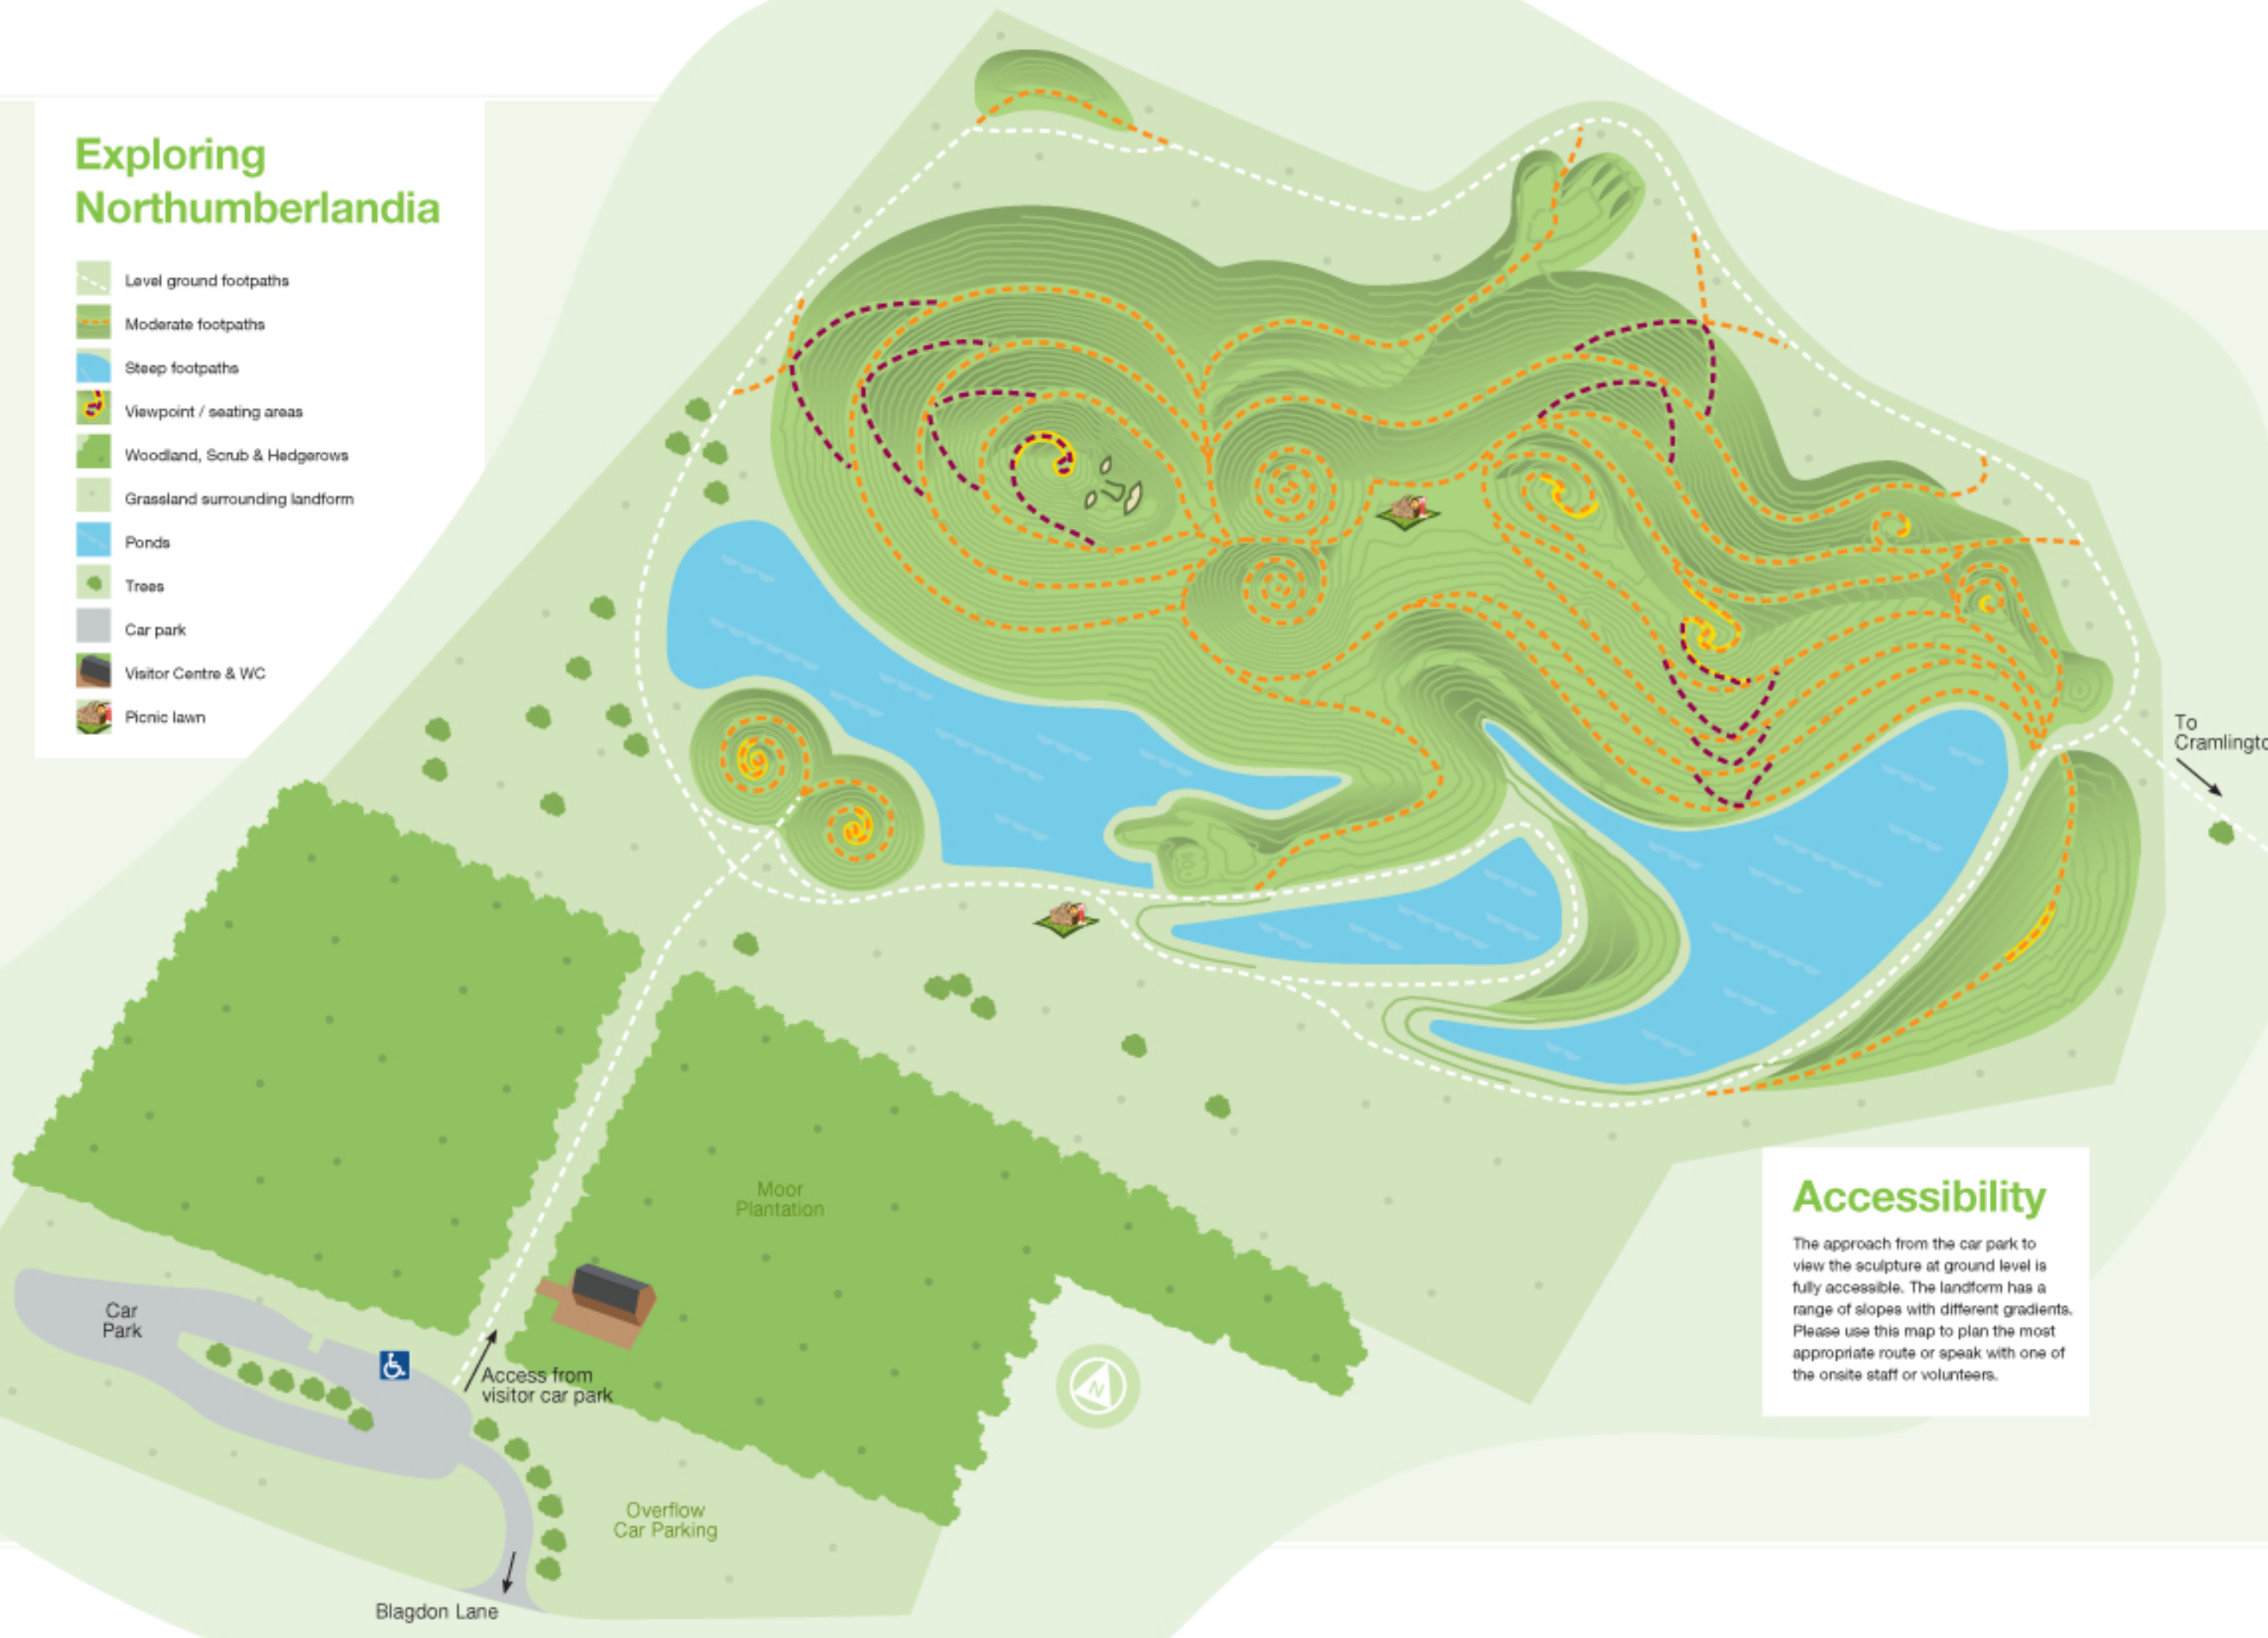 Exploring
Northumberlandia
Level ground footpaths
Moderate footpaths
Steep footpaths
Viewpoint / seating areas
Woodland, Scrub & Hedgerows
Grassland surrounding landform
Ponds
Trees
Car park
Visitor Centre & WC
Picnic lawn
To
Cramlingto
Moor
Plantation
Car
Park
Access from
visitor car park
N
Overflow
Car Parking
Blagdon Lane
Accessibility
The approach from the car park to
view the sculpture at ground level is
fully accessible. The landform has a
range of slopes with different gradients.
Please use this map to plan the most
appropriate route or speak with one of
the onsite staff or volunteers.